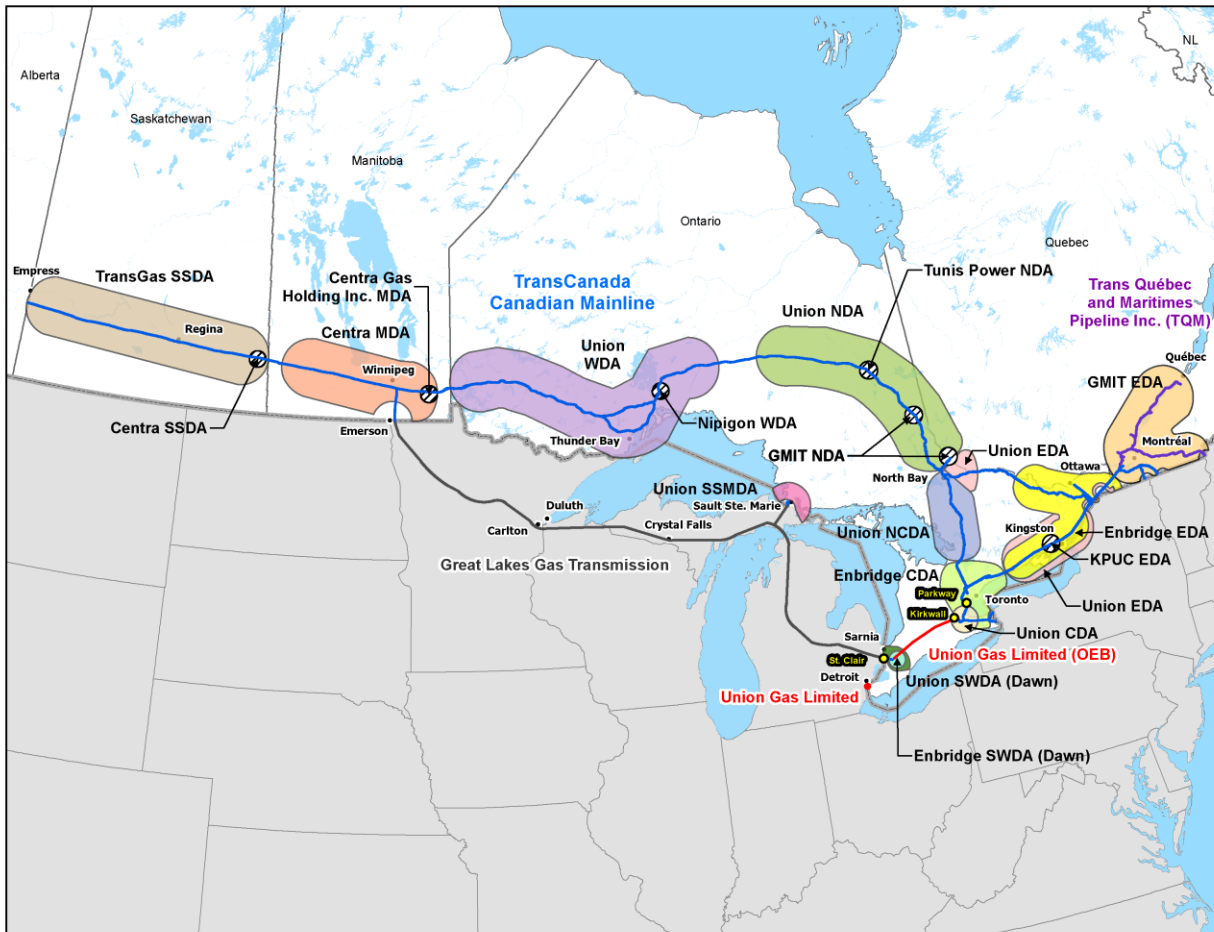 NL
Alberta
Saskatchewan
Manitoba
Ontario
Quebec
Empress
TransGas SSDA
Regina
Centra SSDA
Centra Gas
Holding Inc. MDA
Centra MDA
Winnipeg
Emerson
TransCanada
Canadian Mainline
Union
WDA
Nipigon WDA
Thunder Bay
Union NDA
Tunis Power NDA
GMIT NDA
Trans Québec
and Maritimes
Pipeline Inc. (TQM)
Québec
GMIT EDA
Montréal
Union EDA
Ottawa
North Bay
Union SSMDA
Sault Ste. Marie
Duluth
Carlton
Crystal Falls
Great Lakes Gas Transmission
Union NCDA
Kingston
Enbridge EDA
KPUC EDA
Enbridge CDA
Parkway
Toronto
Union EDA
Kirkwall
Union CDA
Sarnia
Union Gas Limited (OEB)
St. Clair
Detroit
Union SWDA (Dawn)
Union Gas Limited
Enbridge SWDA (Dawn)